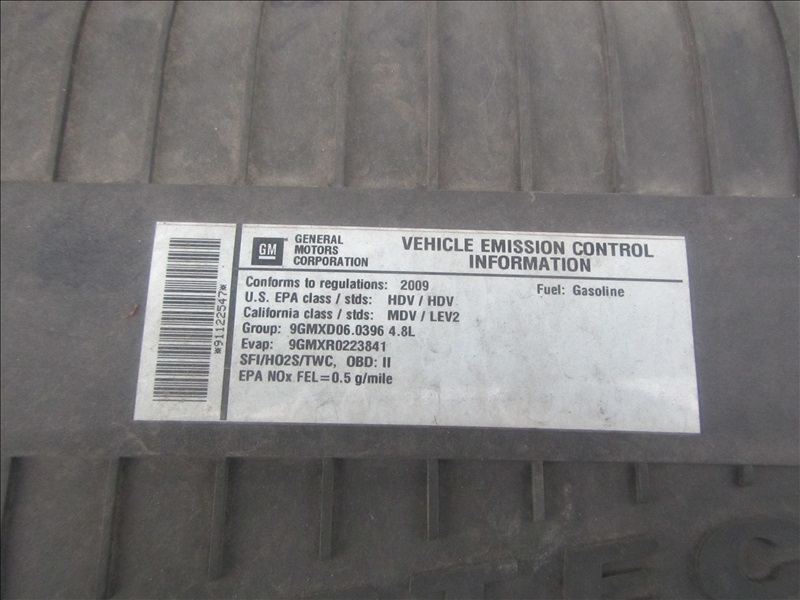 *91122547*
GM
GENERAL
MOTORS
CORPORATION
VEHICLE EMISSION CONTROL
INFORMATION
Conforms to regulations: 2009
Fuel: Gasoline
U.S. EPA class / stds: HDV / HDV
California class / stds: MDV / LEV2
Group: 9GMXD06.0396 4.8L
Evap: 9GMXR0223841
SFI/HO2S/TWC, OBD: II
EPA NOx FEL=0.5 g/mile
TEC